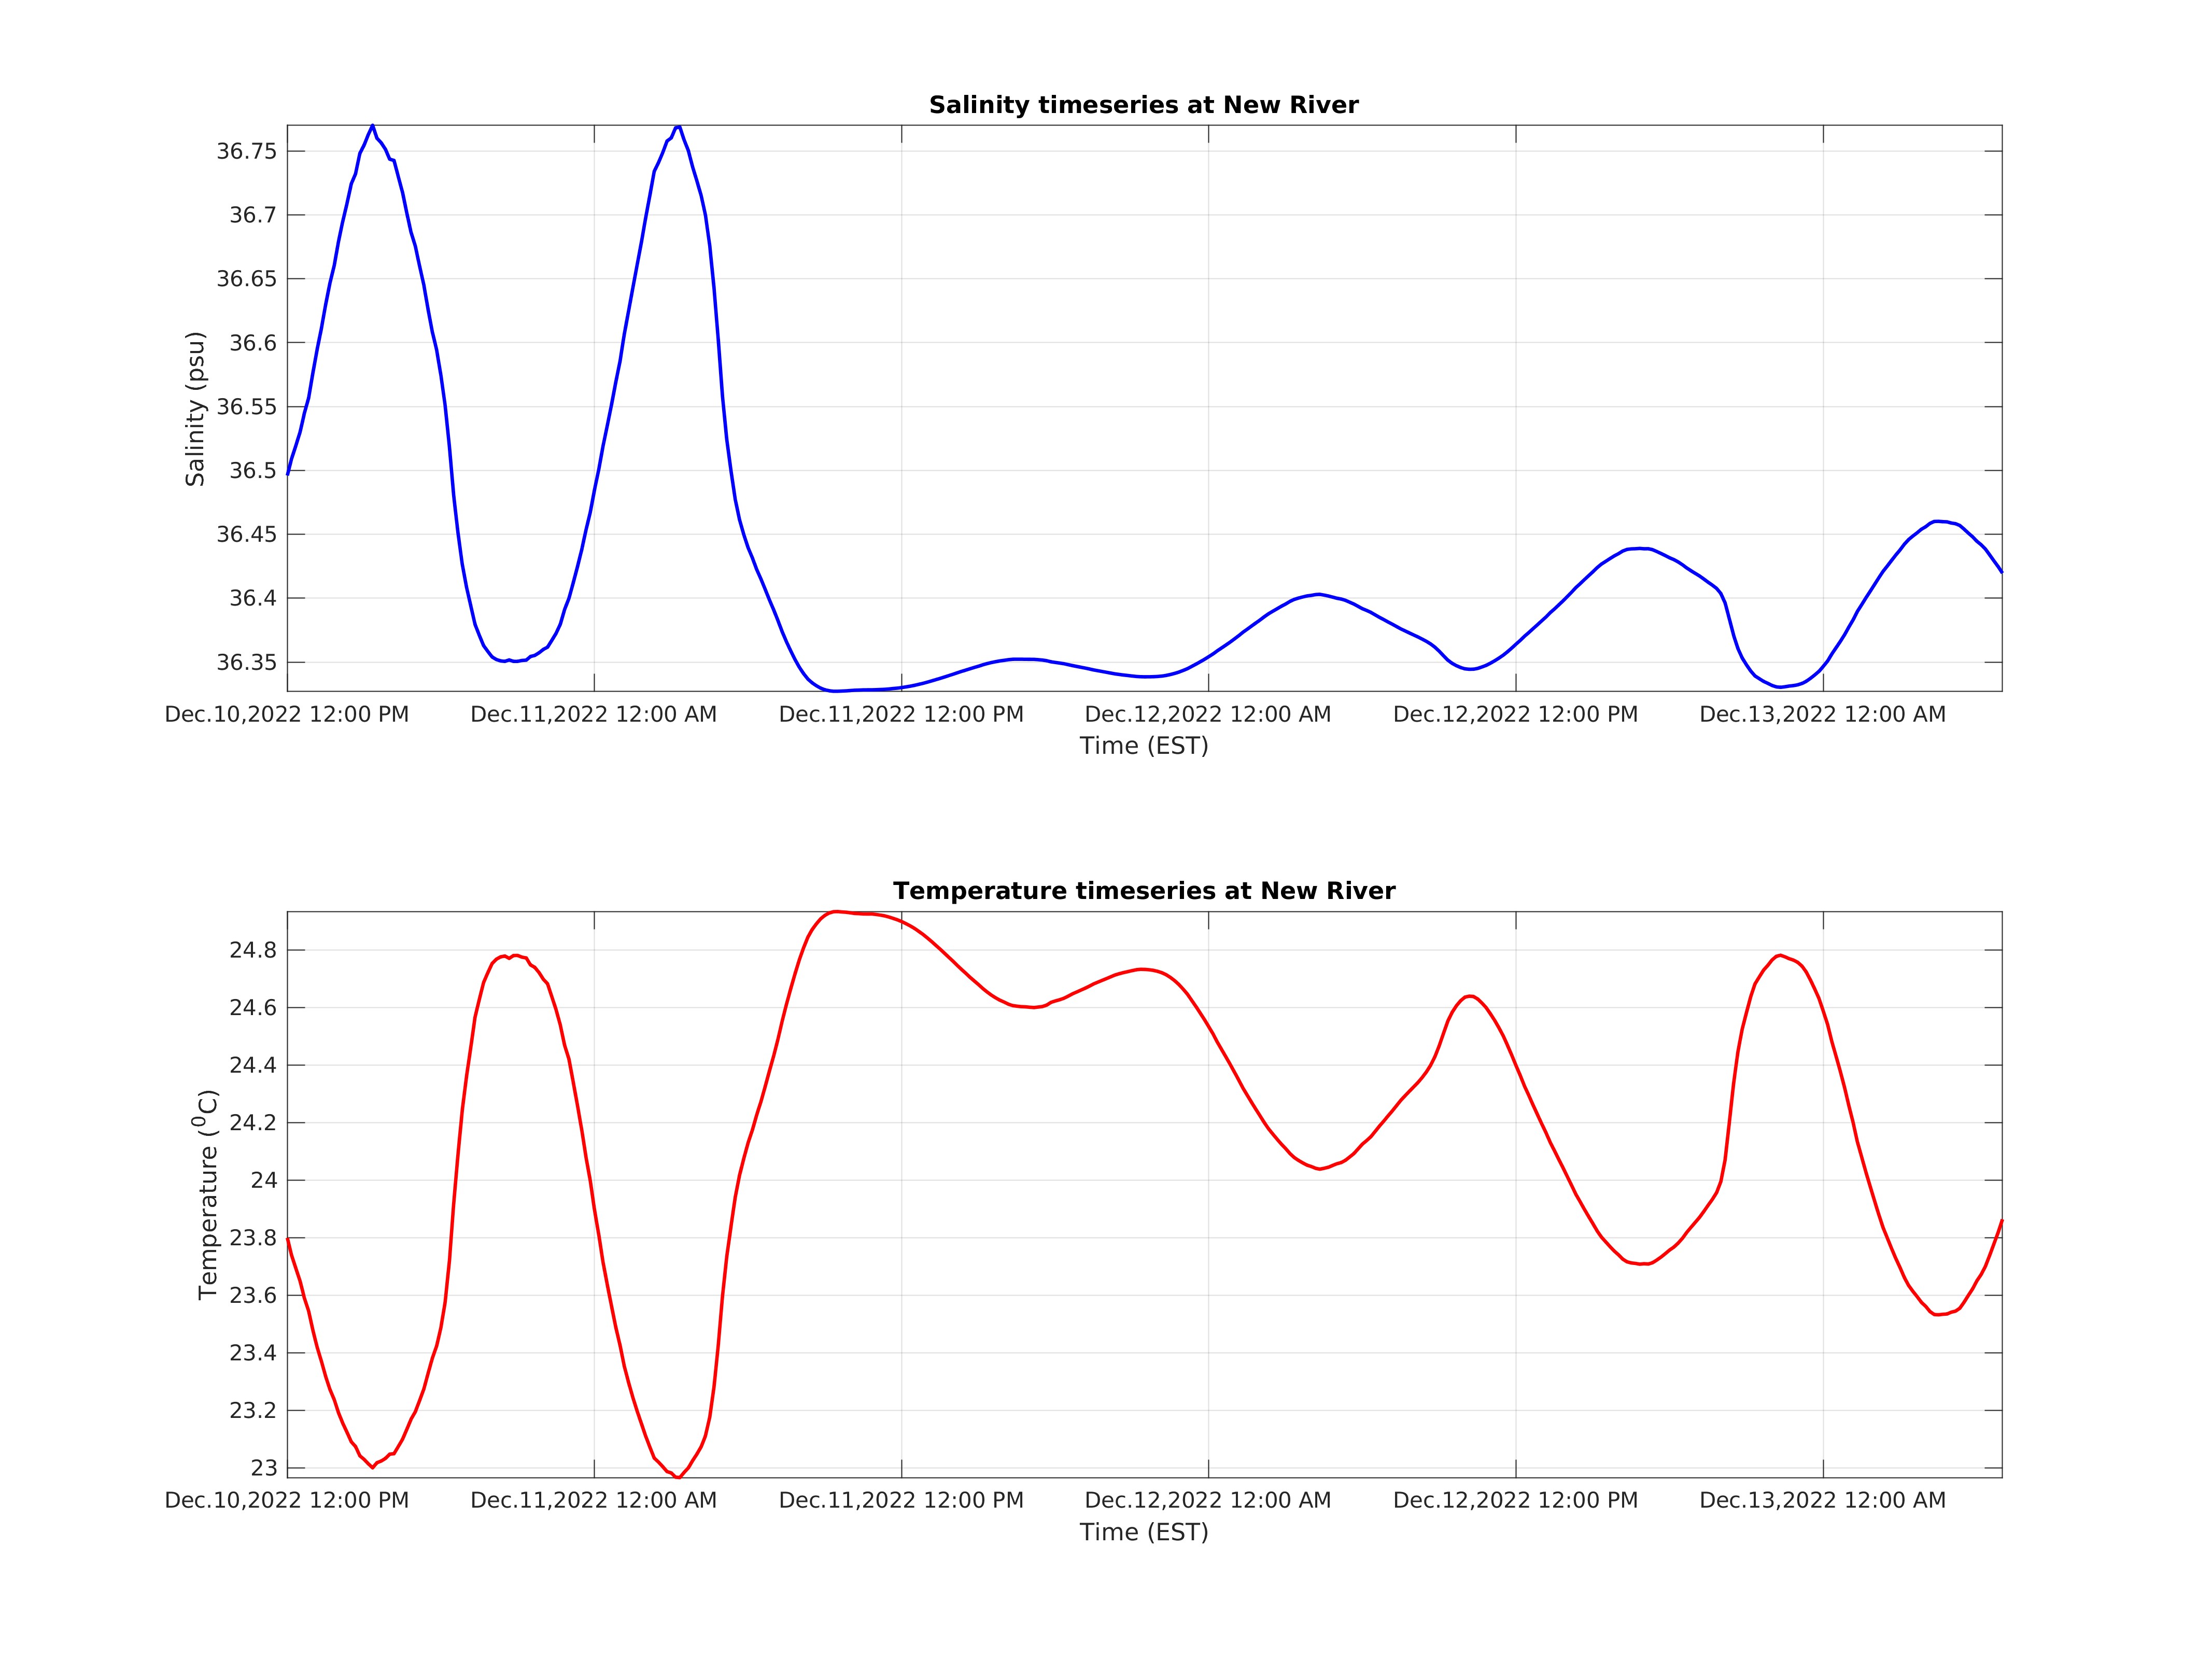 Salinity timeseries at New River
Salinity (psu)
36.75
36.7
36.65
36.6
36.55
36.5
36.45
36.4
36.35
Dec.10,2022 12:00 PM Dec.11,2022 12:00 AM Dec.11,2022 12:00 PM Dec.12,2022 12:00 AM Dec.12,2022 12:00 PM Dec.13,2022 12:00 AM
Time (EST)
Temperature timeseries at New River
Temperature (⁰C)
24.8
24.6
24.4
24.2
24
23.8
23.6
23.4
23.2
23
Dec.10,2022 12:00 PM Dec.11,2022 12:00 AM Dec.11,2022 12:00 PM Dec.12,2022 12:00 AM Dec.12,2022 12:00 PM Dec.13,2022 12:00 AM
Time (EST)